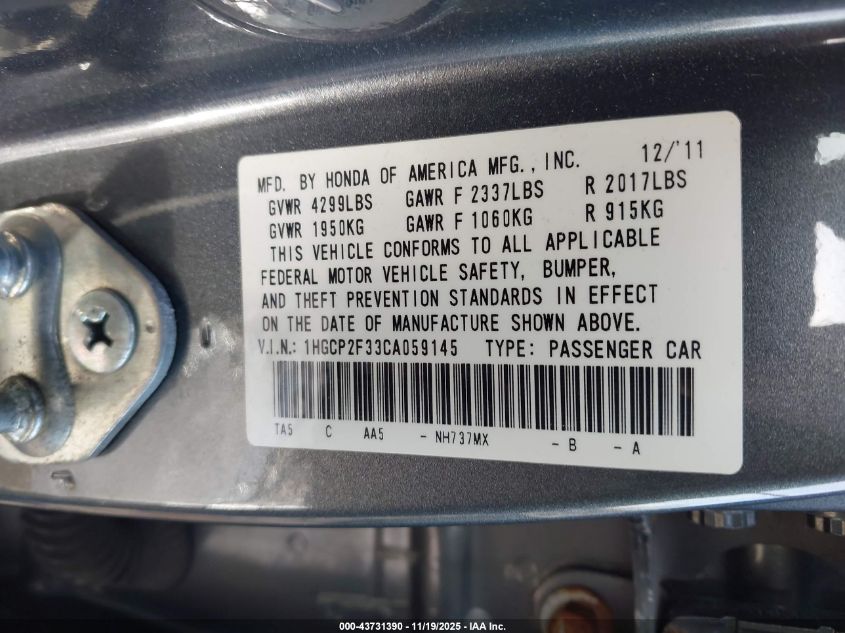 MFD. BY HONDA OF AMERICA MFG., INC. 12/'11
GVWR 4299LBS GAWR F 2337LBS R 2017LBS
GVWR 1950KG GAWR F 1060KG R 915KG
THIS VEHICLE CONFORMS TO ALL APPLICABLE
FEDERAL MOTOR VEHICLE SAFETY, BUMPER,
AND THEFT PREVENTION STANDARDS IN EFFECT
ON THE DATE OF MANUFACTURE SHOWN ABOVE.
V.I.N.: 1HGCP2F33CA059145 TYPE: PASSENGER CAR
TA5 C AA5 - NH737MX - B - A
000-43731390 - 11/19/2025 - IAA Inc.